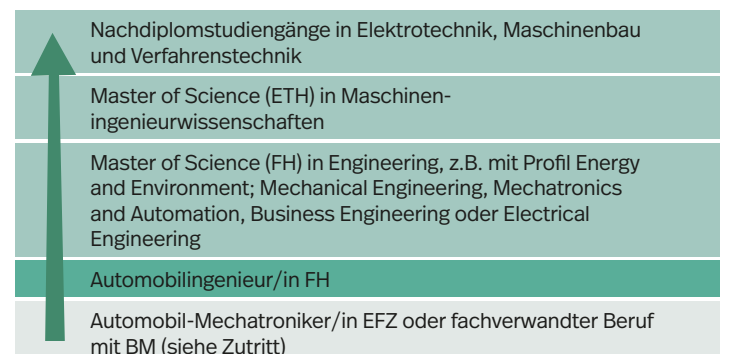 Nachdiplomstudiengänge in Elektrotechnik, Maschinenbau
und Verfahrenstechnik
Master of Science (ETH) in Maschinen-
ingenieurwissenschaften
Master of Science (FH) in Engineering, z.B. mit Profil Energy
and Environment; Mechanical Engineering, Mechatronics
and Automation, Business Engineering oder Electrical
Engineering
Automobilingenieur/in FH
Automobil-Mechatroniker/in EFZ oder fachverwandter Beruf
mit BM (siehe Zutritt)